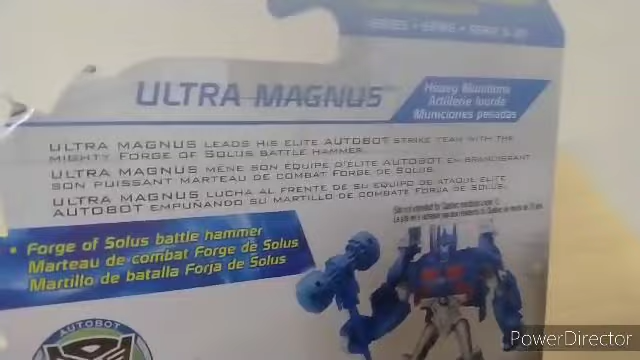 ULTRA MAGNUS
Heavy Munitions
Artillerie lourde
Municiones pesadas
ULTRA MAGNUS LEADS HIS ELITE AUTOBOT STRIKE TEAM WITH THE
MIGHTY FORGE OF SOLUS BATTLE HAMMER.
ULTRA MAGNUS MÈNE SON ÉQUIPE D'ÉLITE AUTOBOT EN BRANDISSANT
SON PUISSANT MARTEAU DE COMBAT FORGE DE SOLUS.
ULTRA MAGNUS LUCHA AL FRENTE DE SU EQUIPO DE ATAQUE ÉLITE
AUTOBOT EMPUÑANDO SU MARTILLO DE COMBATE FORJA DE SOLUS.
• Forge of Solus battle hammer
Marteau de combat Forge de Solus
Martillo de batalla Forja de Solus
AUTOBOT
PowerDirector